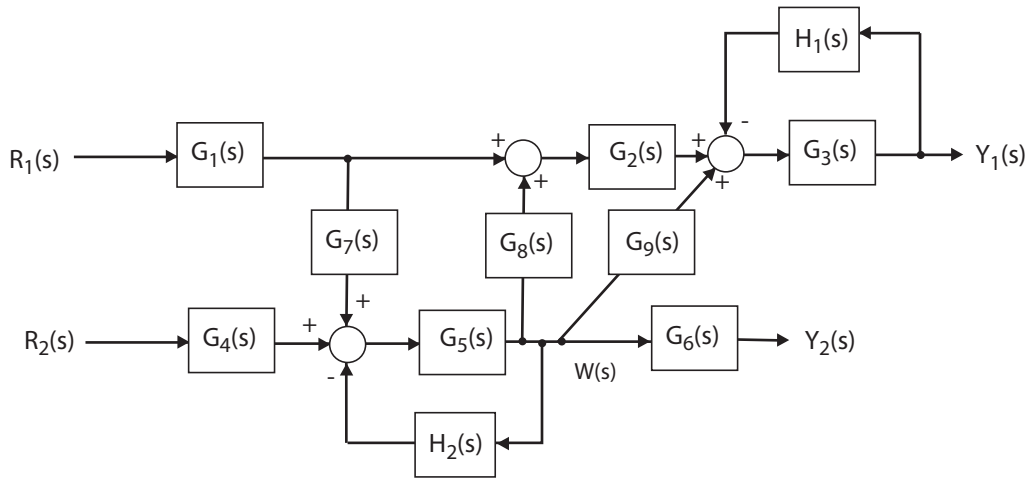 H₁(s)
-
R₁(s)
G₁(s)
+
+
G₂(s)
+
+
G₃(s)
Y₁(s)
G₇(s)
G₈(s)
G₉(s)
+
R₂(s)
G₄(s)
+
-
G₅(s)
W(s)
G₆(s)
Y₂(s)
H₂(s)